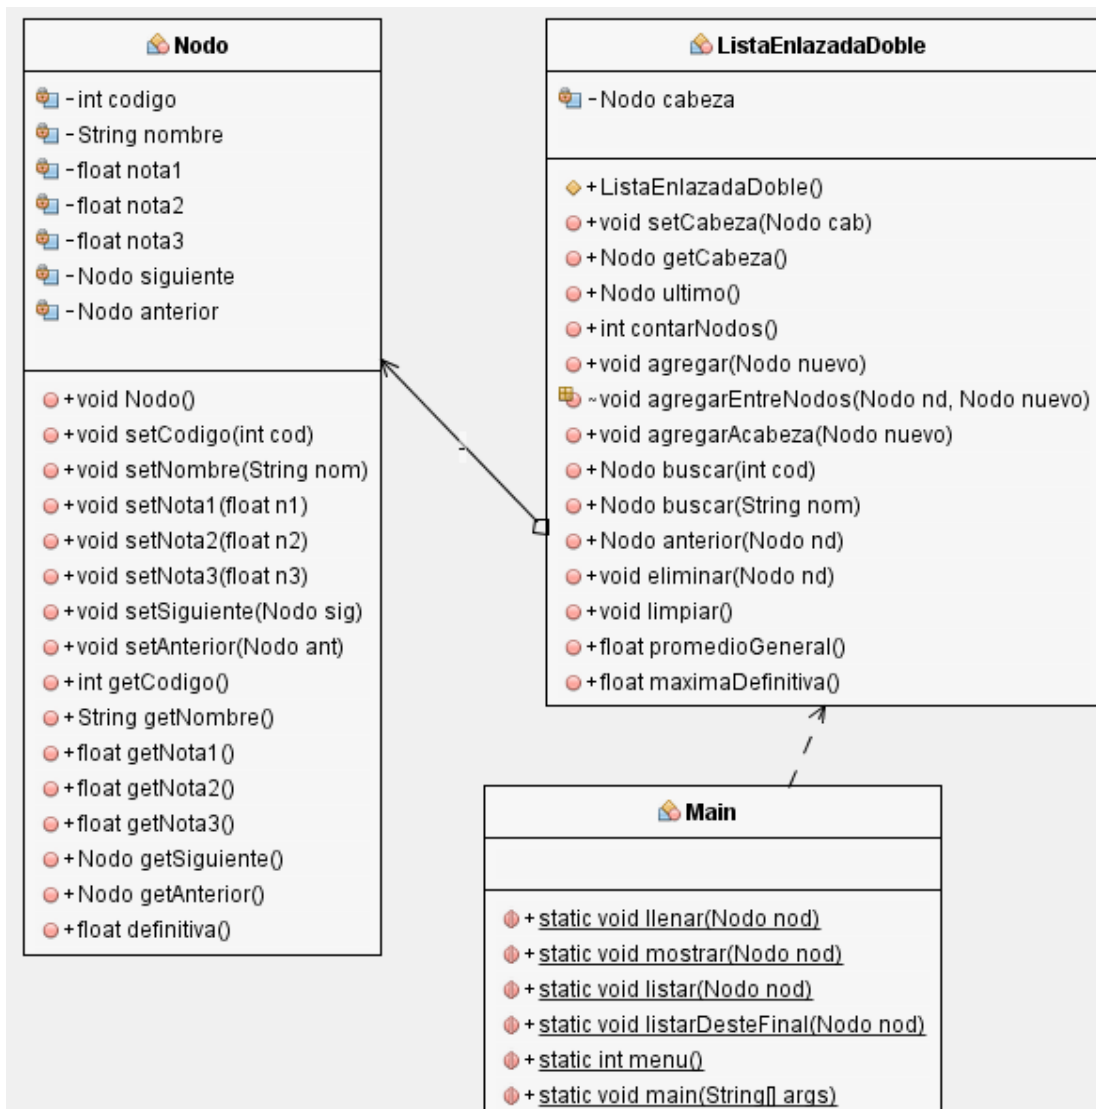 Nodo
-int codigo
-String nombre
-float nota1
-float nota2
-float nota3
-Nodo siguiente
-Nodo anterior
+void Nodo()
+void setCodigo(int cod)
+void setNombre(String nom)
+void setNota1(float n1)
+void setNota2(float n2)
+void setNota3(float n3)
+void setSiguiente(Nodo sig)
+void setAnterior(Nodo ant)
+int getCodigo()
+String getNombre()
+float getNota1()
+float getNota2()
+float getNota3()
+Nodo getSiguiente()
+Nodo getAnterior()
+float definitiva()
ListaEnlazadaDoble
-Nodo cabeza
+ListaEnlazadaDoble()
+void setCabeza(Nodo cab)
+Nodo getCabeza()
+Nodo ultimo()
+int contarNodos()
+void agregar(Nodo nuevo)
~void agregarEntreNodos(Nodo nd, Nodo nuevo)
+void agregarAcabeza(Nodo nuevo)
+Nodo buscar(int cod)
+Nodo buscar(String nom)
+Nodo anterior(Nodo nd)
+void eliminar(Nodo nd)
+void limpiar()
+float promedioGeneral()
+float maximaDefinitiva()
Main
+static void llenar(Nodo nod)
+static void mostrar(Nodo nod)
+static void listar(Nodo nod)
+static void listarDesteFinal(Nodo nod)
+static int menu()
+static void main(String[] args)